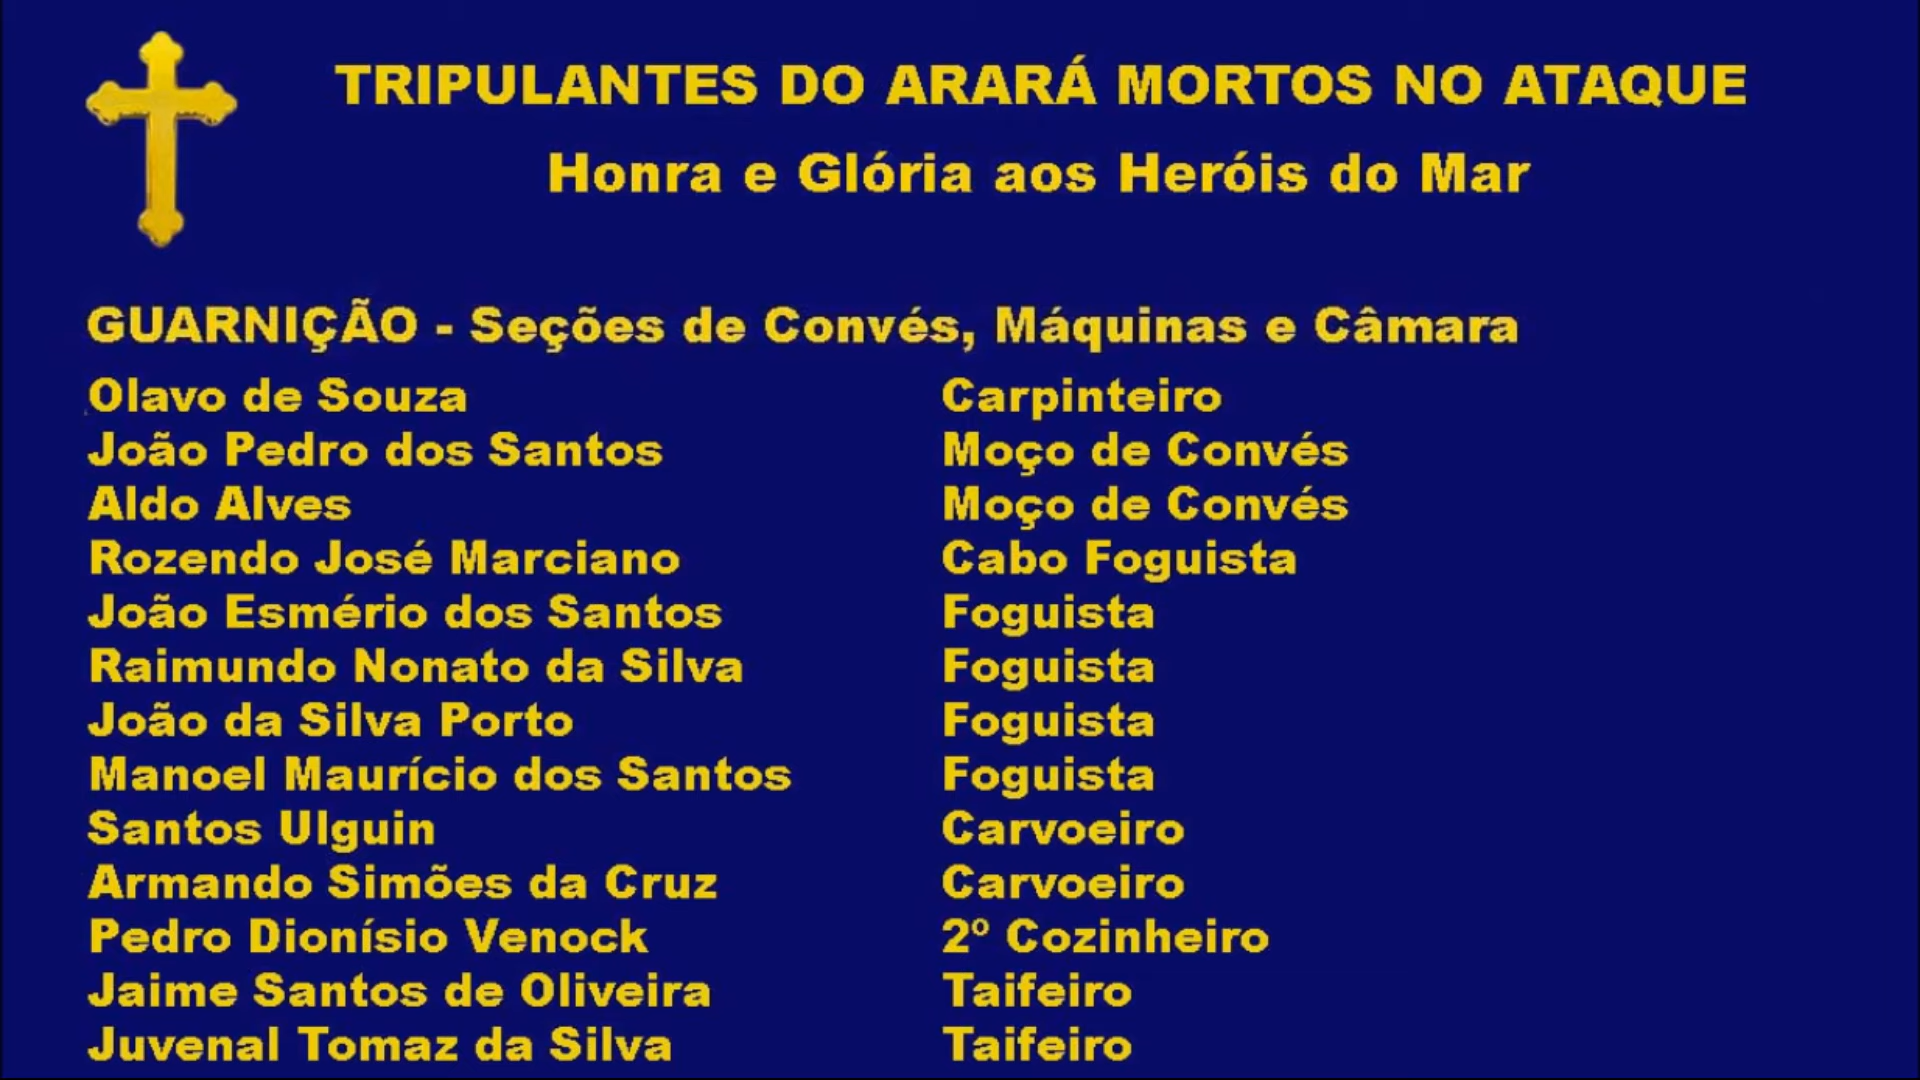 TRIPULANTES DO ARARÁ MORTOS NO ATAQUE
Honra e Glória aos Heróis do Mar
GUARNIÇÃO - Seções de Convés, Máquinas e Câmara
Olavo de Souza Carpinteiro
João Pedro dos Santos Moço de Convés
Aldo Alves Moço de Convés
Rozendo José Marciano Cabo Foguista
João Esmério dos Santos Foguista
Raimundo Nonato da Silva Foguista
João da Silva Porto Foguista
Manoel Maurício dos Santos Foguista
Santos Ulguin Carvoeiro
Armando Simões da Cruz Carvoeiro
Pedro Dionísio Venock 2º Cozinheiro
Jaime Santos de Oliveira Taifeiro
Juvenal Tomaz da Silva Taifeiro